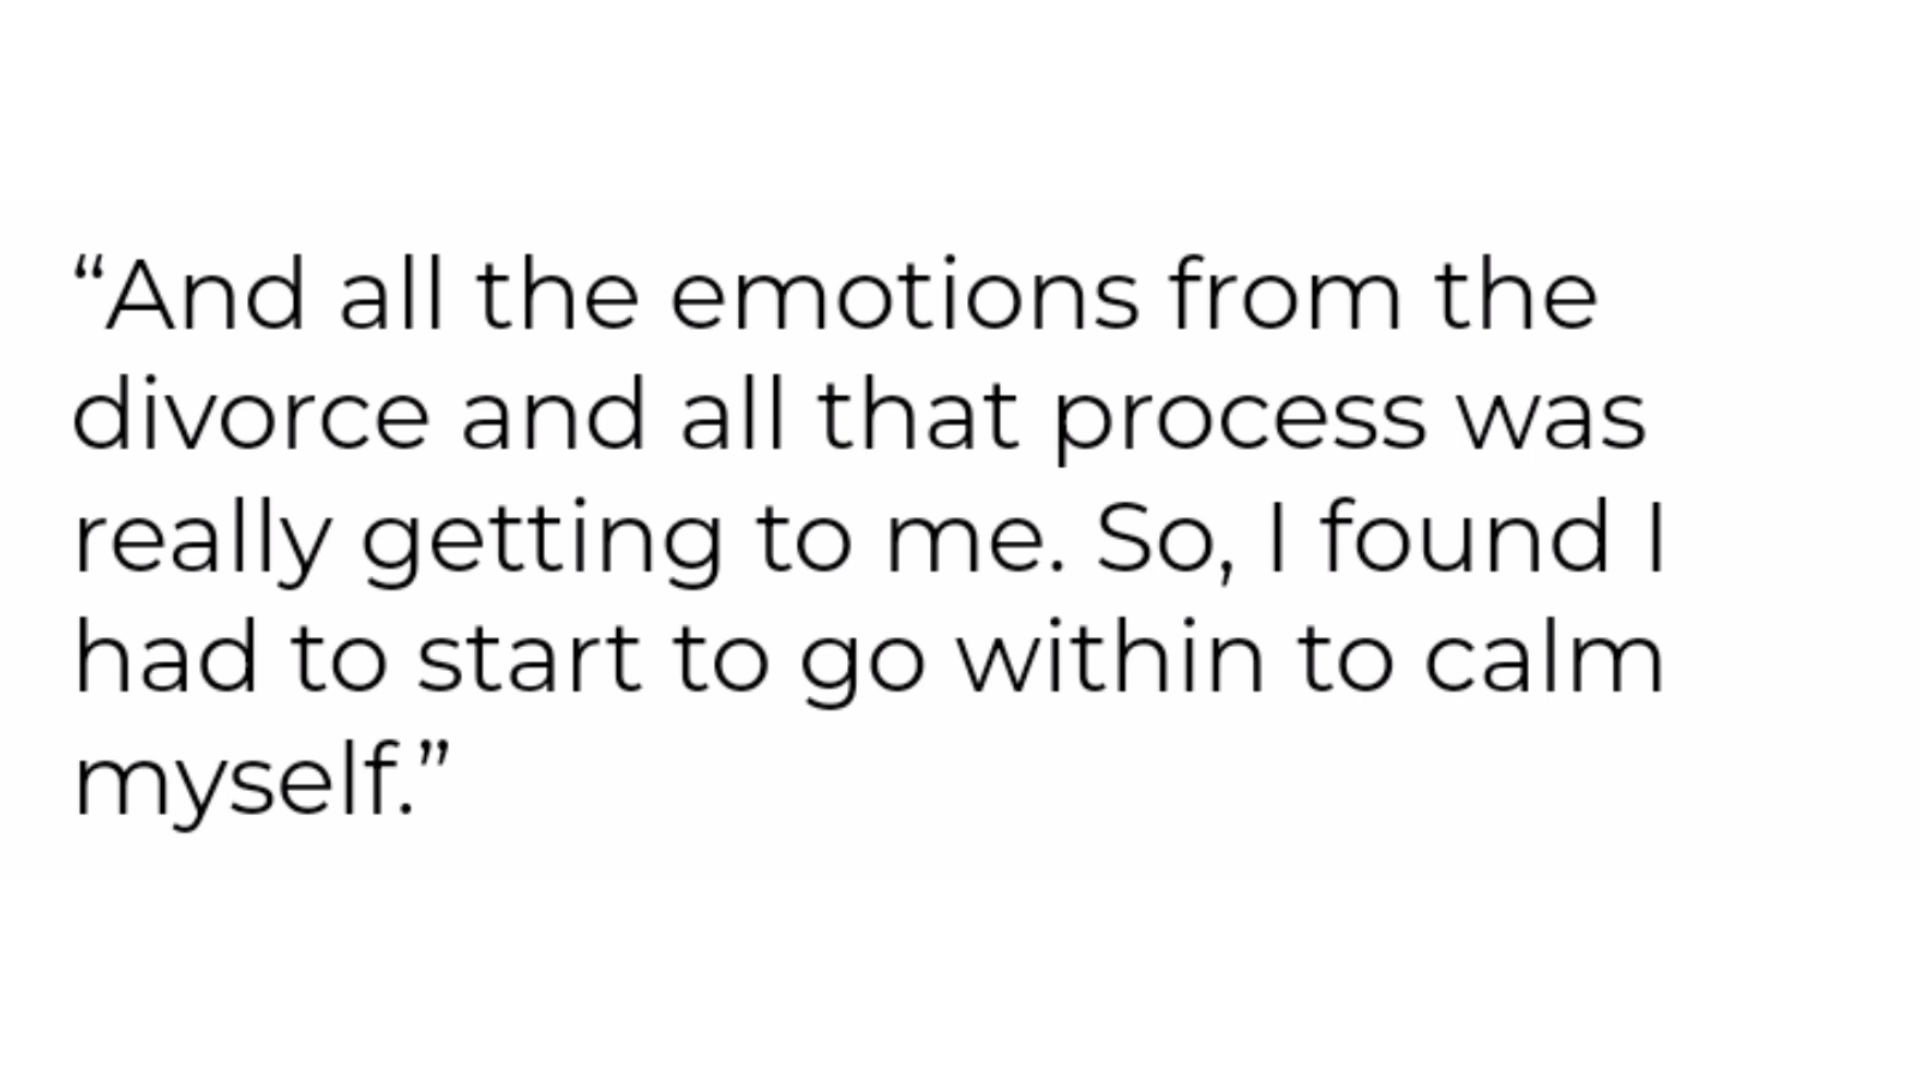 “And all the emotions from the
divorce and all that process was
really getting to me. So, I found I
had to start to go within to calm
myself.”